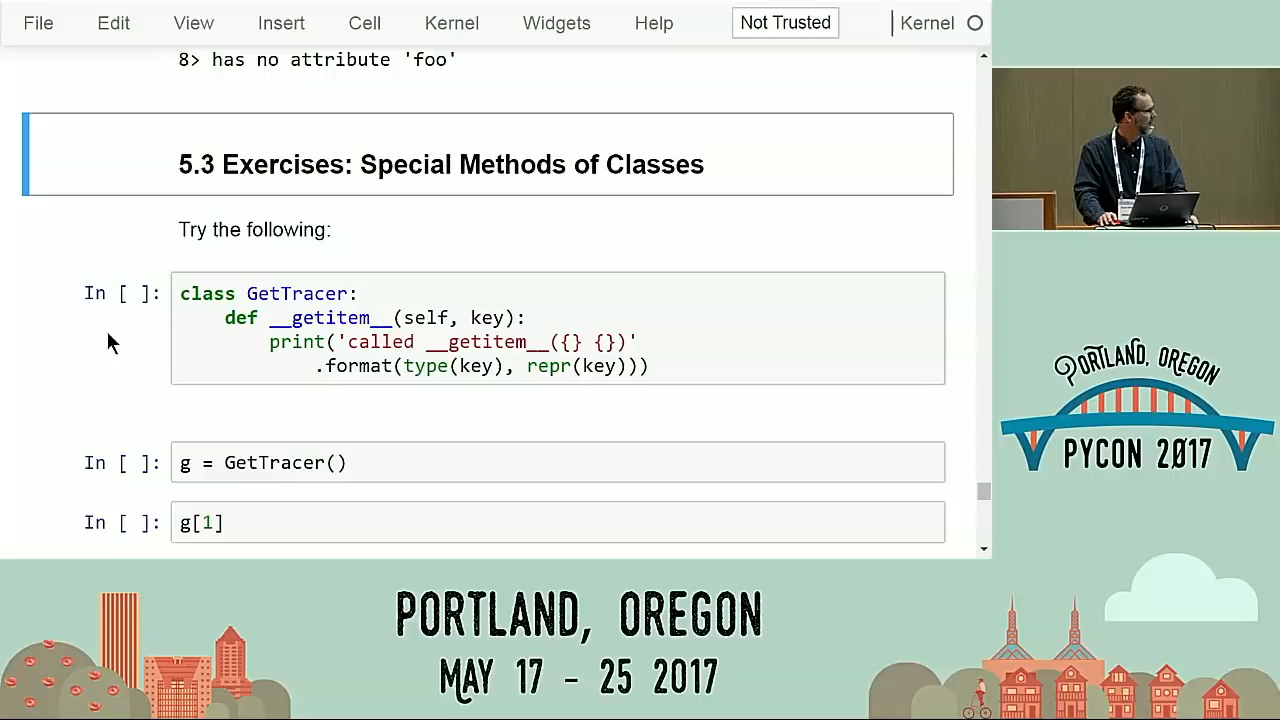 File Edit View Insert Cell Kernel Widgets Help Not Trusted Kernel
8> has no attribute 'foo'
5.3 Exercises: Special Methods of Classes
Try the following:
In [ ]: class GetTracer:
def __getitem__(self, key):
print('called __getitem__({} {})'
.format(type(key), repr(key)))
In [ ]: g = GetTracer()
In [ ]: g[1]
PORTLAND, OREGON
PYCON 2017
PORTLAND, OREGON
MAY 17 - 25 2017